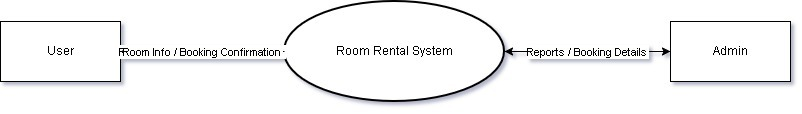 User
Room Info / Booking Confirmation
Room Rental System
Reports / Booking Details
Admin